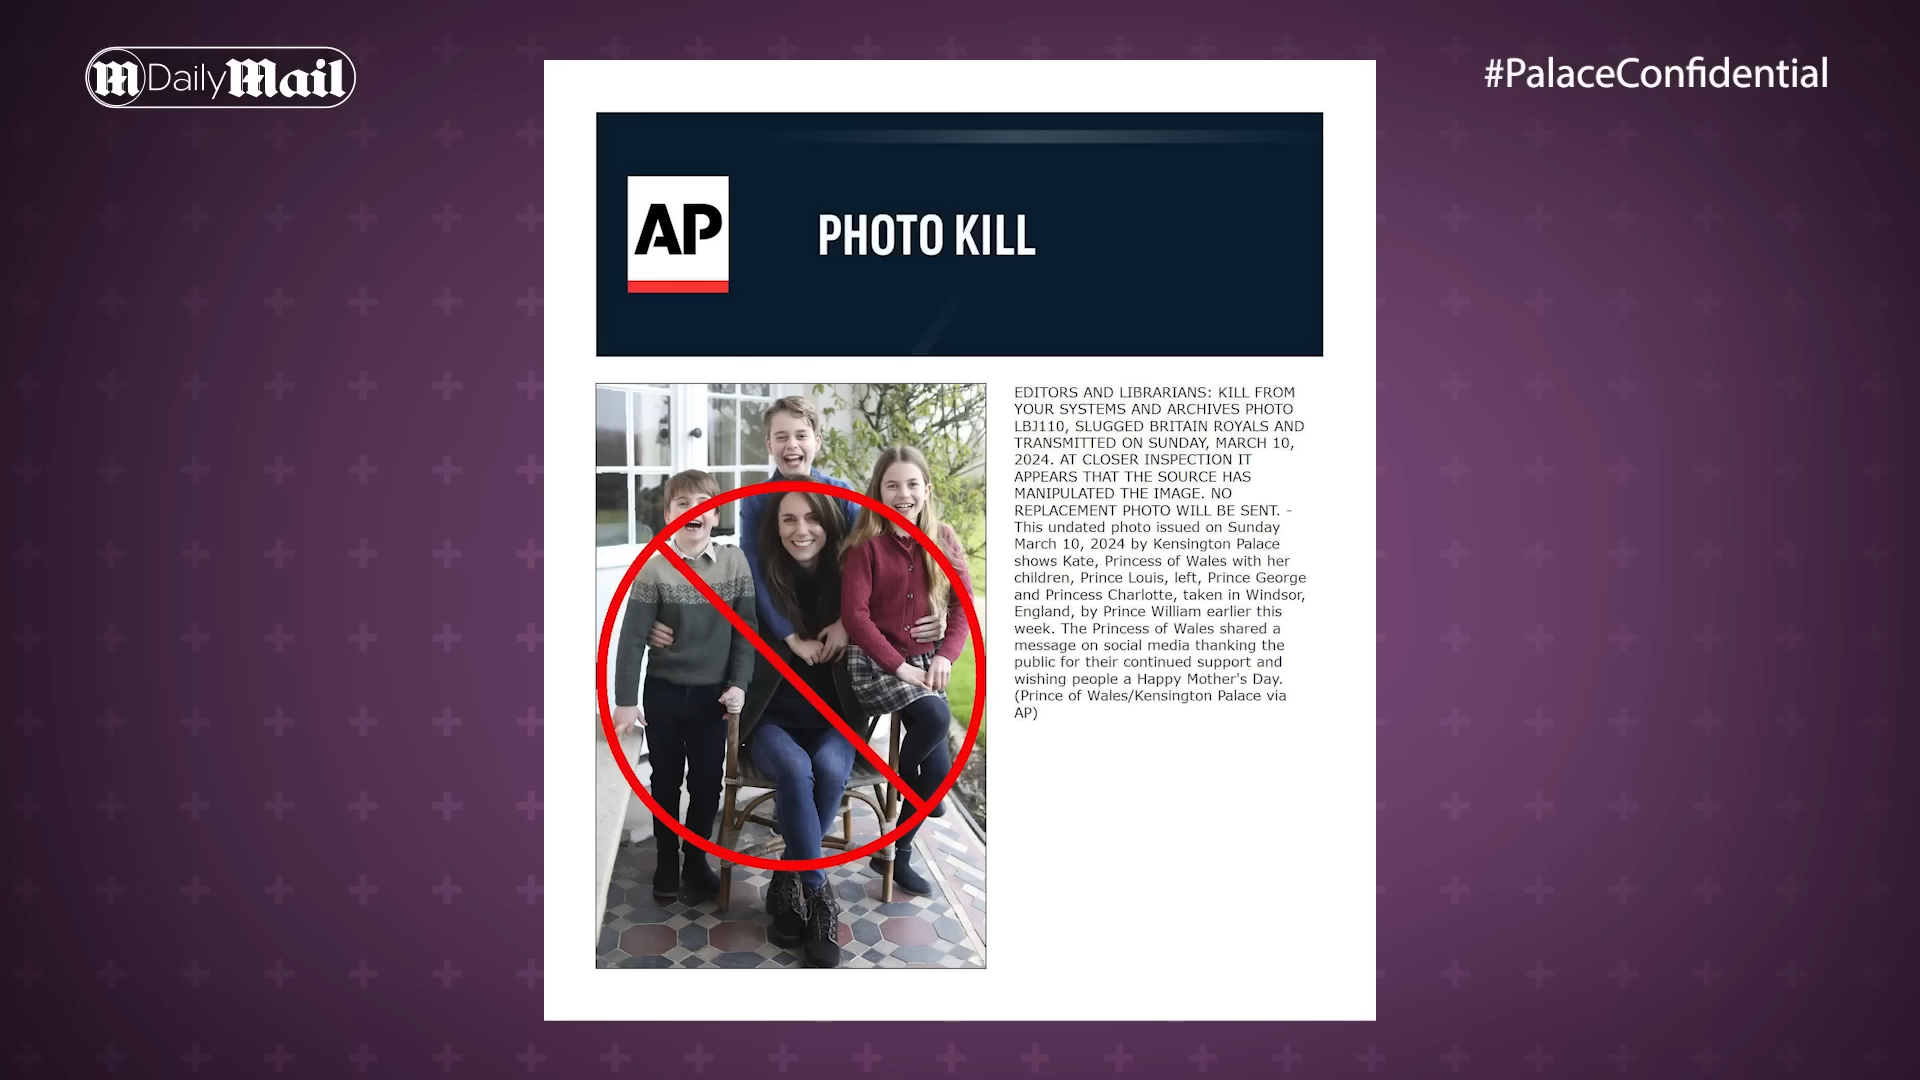 Daily Mail
#PalaceConfidential
AP
PHOTO KILL
EDITORS AND LIBRARIANS: KILL FROM
YOUR SYSTEMS AND ARCHIVES PHOTO
LBJ110, SLUGGED BRITAIN ROYALS AND
TRANSMITTED ON SUNDAY, MARCH 10,
2024. AT CLOSER INSPECTION IT
APPEARS THAT THE SOURCE HAS
MANIPULATED THE IMAGE. NO
REPLACEMENT PHOTO WILL BE SENT. -
This undated photo issued on Sunday
March 10, 2024 by Kensington Palace
shows Kate, Princess of Wales with her
children, Prince Louis, left, Prince George
and Princess Charlotte, taken in Windsor,
England, by Prince William earlier this
week. The Princess of Wales shared a
message on social media thanking the
public for their continued support and
wishing people a Happy Mother's Day.
(Prince of Wales/Kensington Palace via
AP)